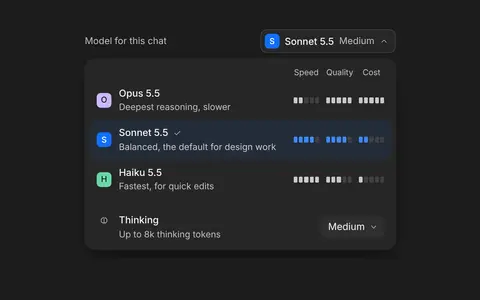 Model for this chat
S Sonnet 5.5 Medium
Speed Quality Cost
O Opus 5.5
Deepest reasoning, slower
S Sonnet 5.5
Balanced, the default for design work
H Haiku 5.5
Fastest, for quick edits
Thinking
Up to 8k thinking tokens
Medium